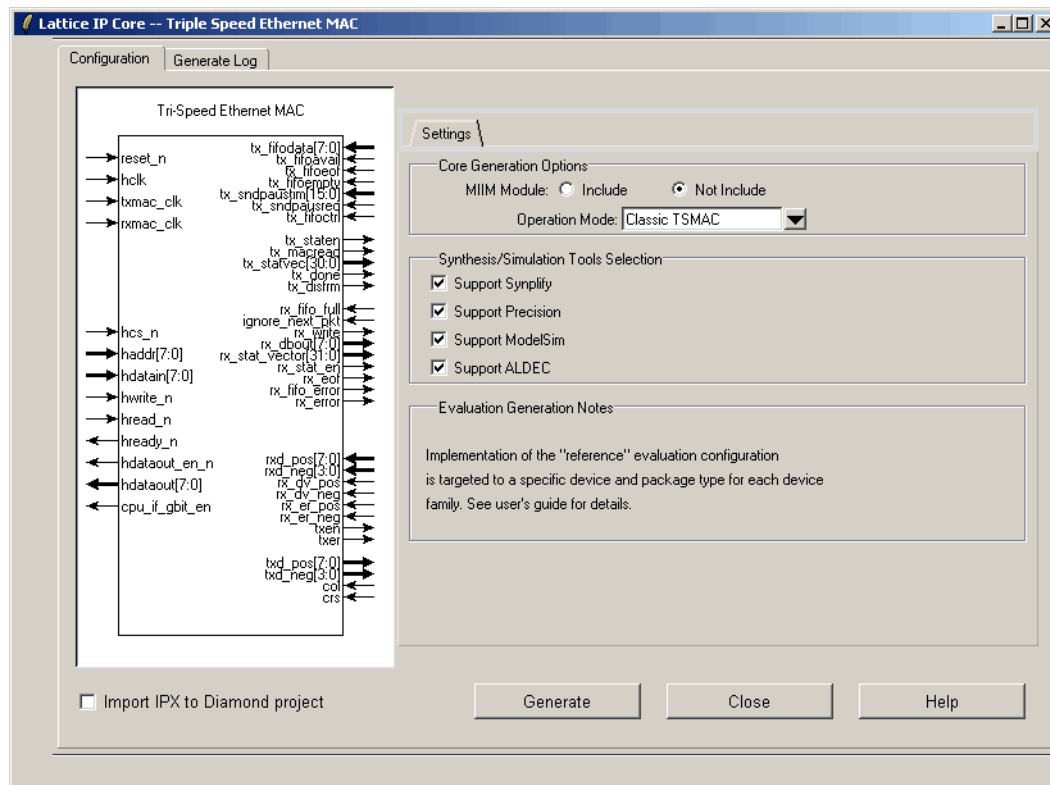 Lattice IP Core -- Triple Speed Ethernet MAC
Configuration
Generate Log
Tri-Speed Ethernet MAC
reset_n
hclk
txmac_clk
rxmac_clk
hcs_n
haddr[7:0]
hdatain[7:0]
hwrite_n
hread_n
hready_n
hdataout_en_n
hdataout[7:0]
cpu_if_gbit_en
tx_fifodata[7:0]
tx_fifoavail
tx_fifoeof
tx_fifoempty
tx_sndpaustim[15:0]
tx_sndpausreq
tx_fifoctrl
tx_staten
tx_macread
tx_statvec[30:0]
tx_done
tx_disfrm
rx_fifo_full
ignore_next_pkt
rx_write
rx_dbout[7:0]
rx_stat_vector[31:0]
rx_stat_en
rx_eof
rx_fifo_error
rx_error
rxd_pos[7:0]
rxd_neg[3:0]
rx_dv_pos
rx_dv_neg
rx_er_pos
rx_er_neg
txen
txer
txd_pos[7:0]
txd_neg[3:0]
col
crs
Settings
Core Generation Options
MIIM Module: Include Not Include
Operation Mode: Classic TSMAC
Synthesis/Simulation Tools Selection
Support Synplify
Support Precision
Support ModelSim
Support ALDEC
Evaluation Generation Notes
Implementation of the "reference" evaluation configuration
is targeted to a specific device and package type for each device
family. See user's guide for details.
Import IPX to Diamond project
Generate
Close
Help